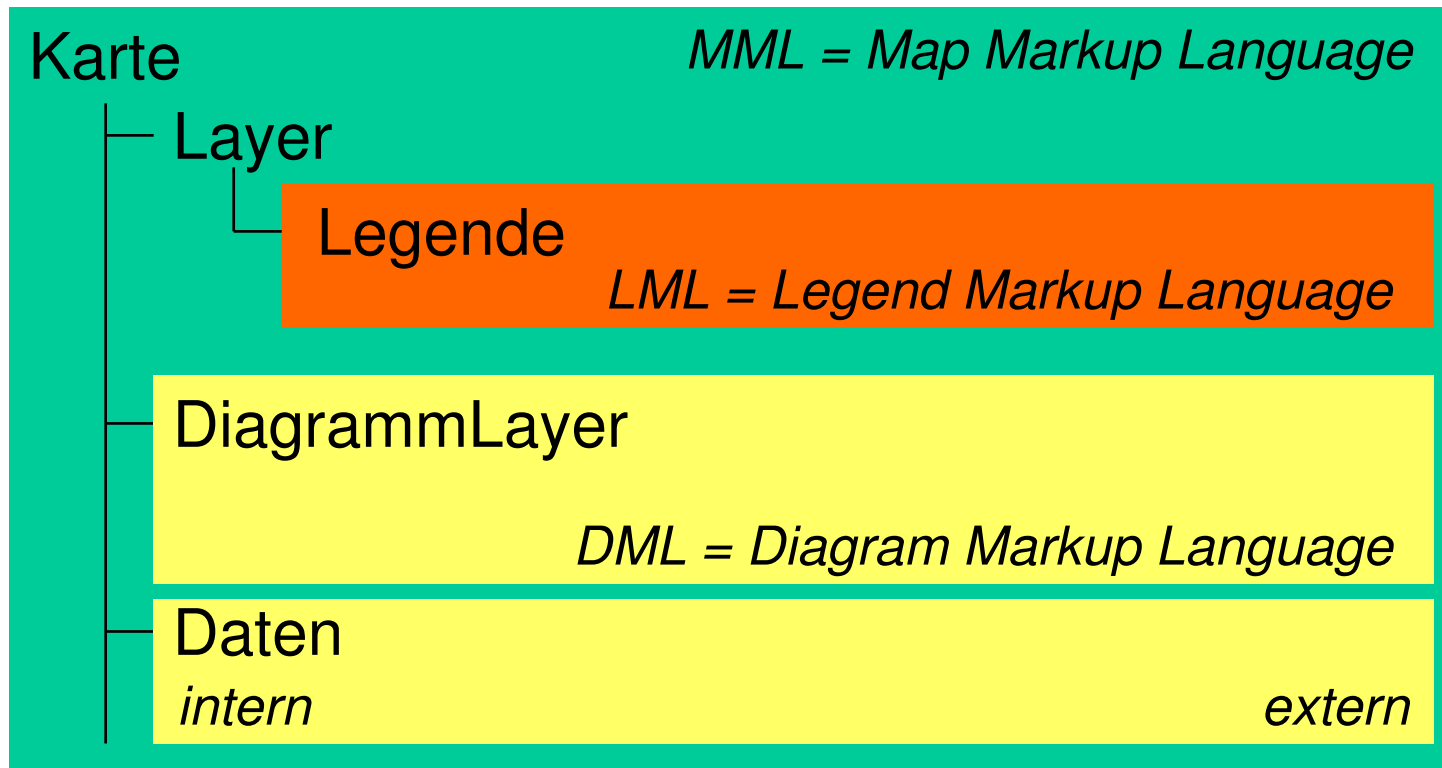 Karte
MML = Map Markup Language
Layer
Legende
LML = Legend Markup Language
DiagrammLayer
DML = Diagram Markup Language
Daten
intern
extern